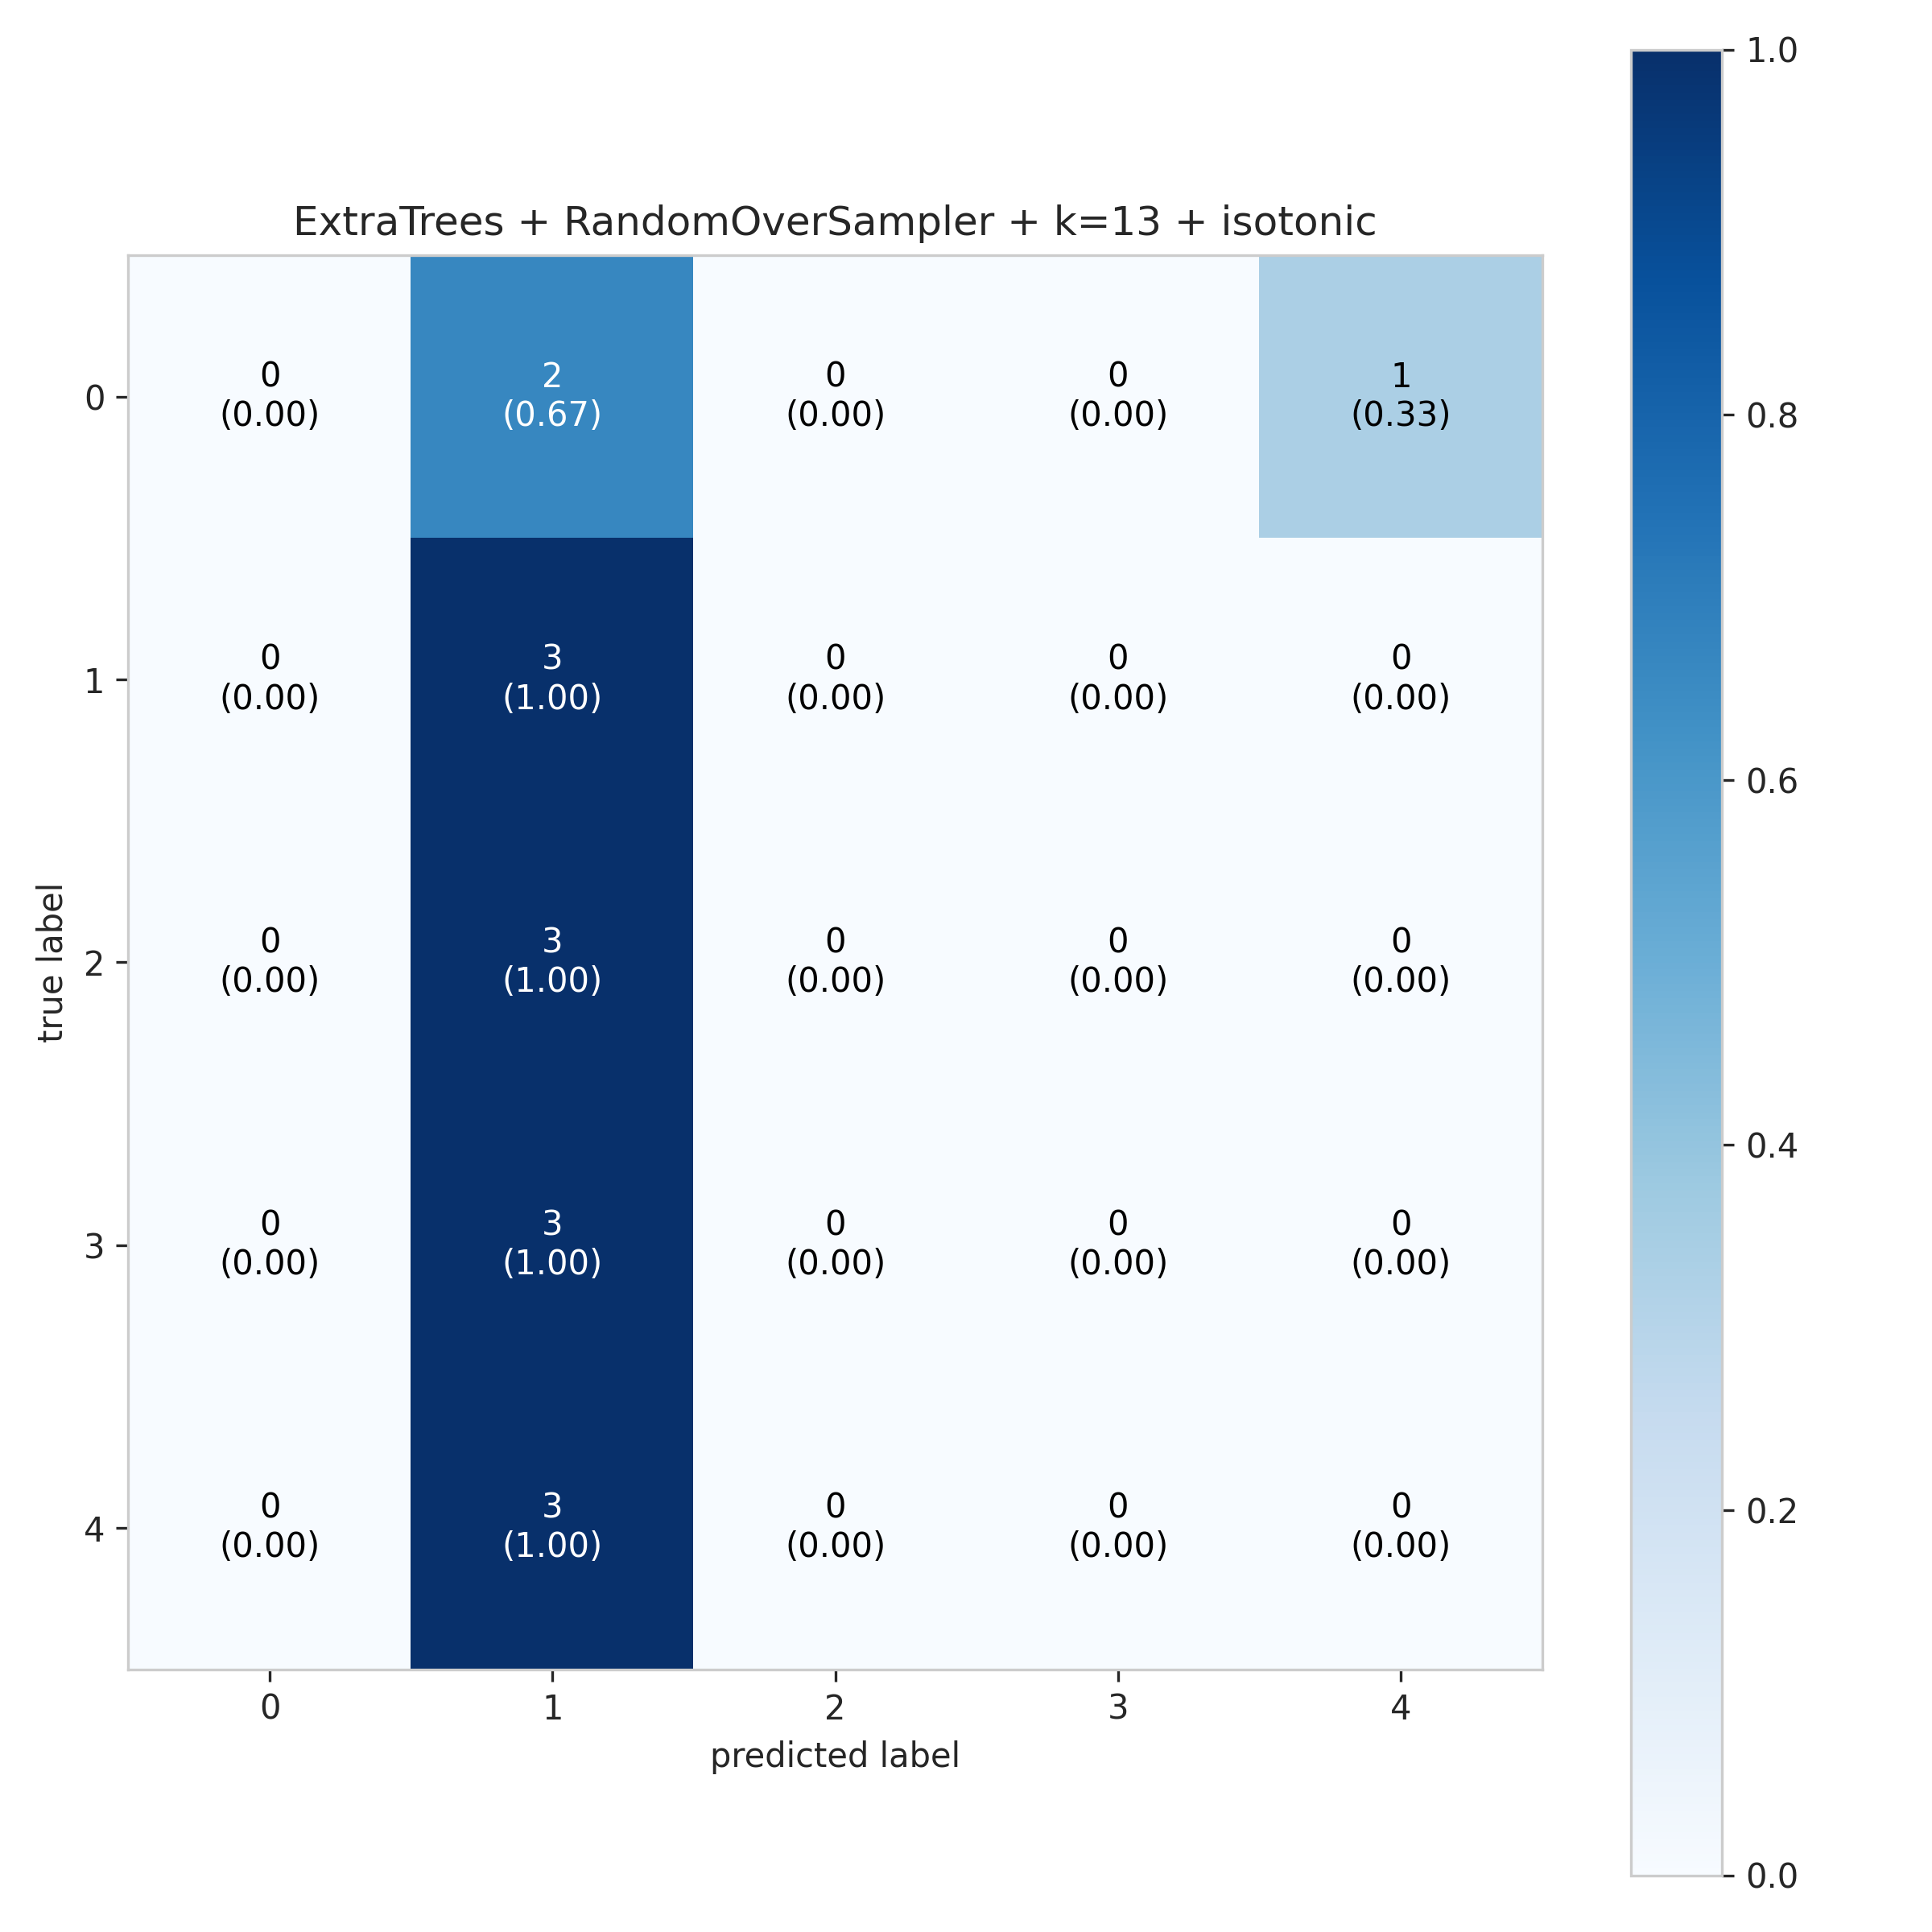 ExtraTrees + RandomOverSampler + k=13 + isotonic
1.0
0.8
0.6
0.4
0.2
0.0
true label
0
0 2 0 0 1
(0.00) (0.67) (0.00) (0.00) (0.33)
1
0 3 0 0 0
(0.00) (1.00) (0.00) (0.00) (0.00)
2
0 3 0 0 0
(0.00) (1.00) (0.00) (0.00) (0.00)
3
0 3 0 0 0
(0.00) (1.00) (0.00) (0.00) (0.00)
4
0 3 0 0 0
(0.00) (1.00) (0.00) (0.00) (0.00)
0 1 2 3 4
predicted label